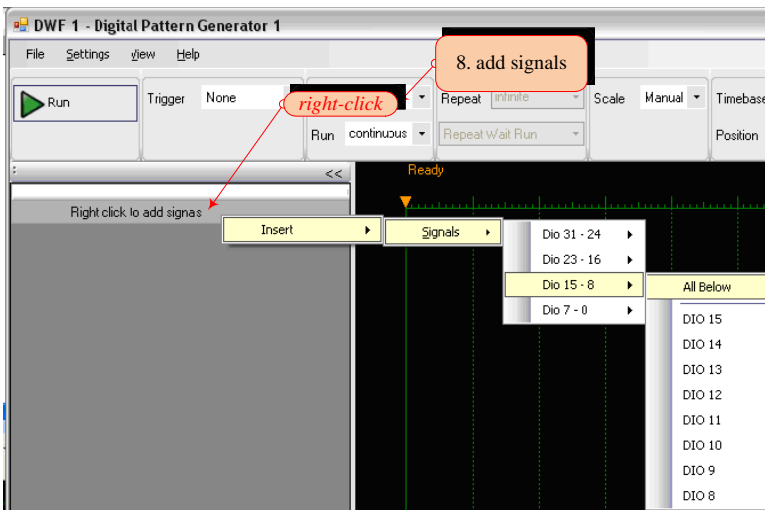 DWF 1 - Digital Pattern Generator 1
File Settings View Help
8. add signals
Run
Trigger None
right-click
Run continuous
Repeat infinite
Repeat Wait Run
Scale Manual
Timebase
Position
<<
Ready
Right click to add signas
Insert
Signals
Dio 31 - 24
Dio 23 - 16
Dio 15 - 8
Dio 7 - 0
All Below
DIO 15
DIO 14
DIO 13
DIO 12
DIO 11
DIO 10
DIO 9
DIO 8